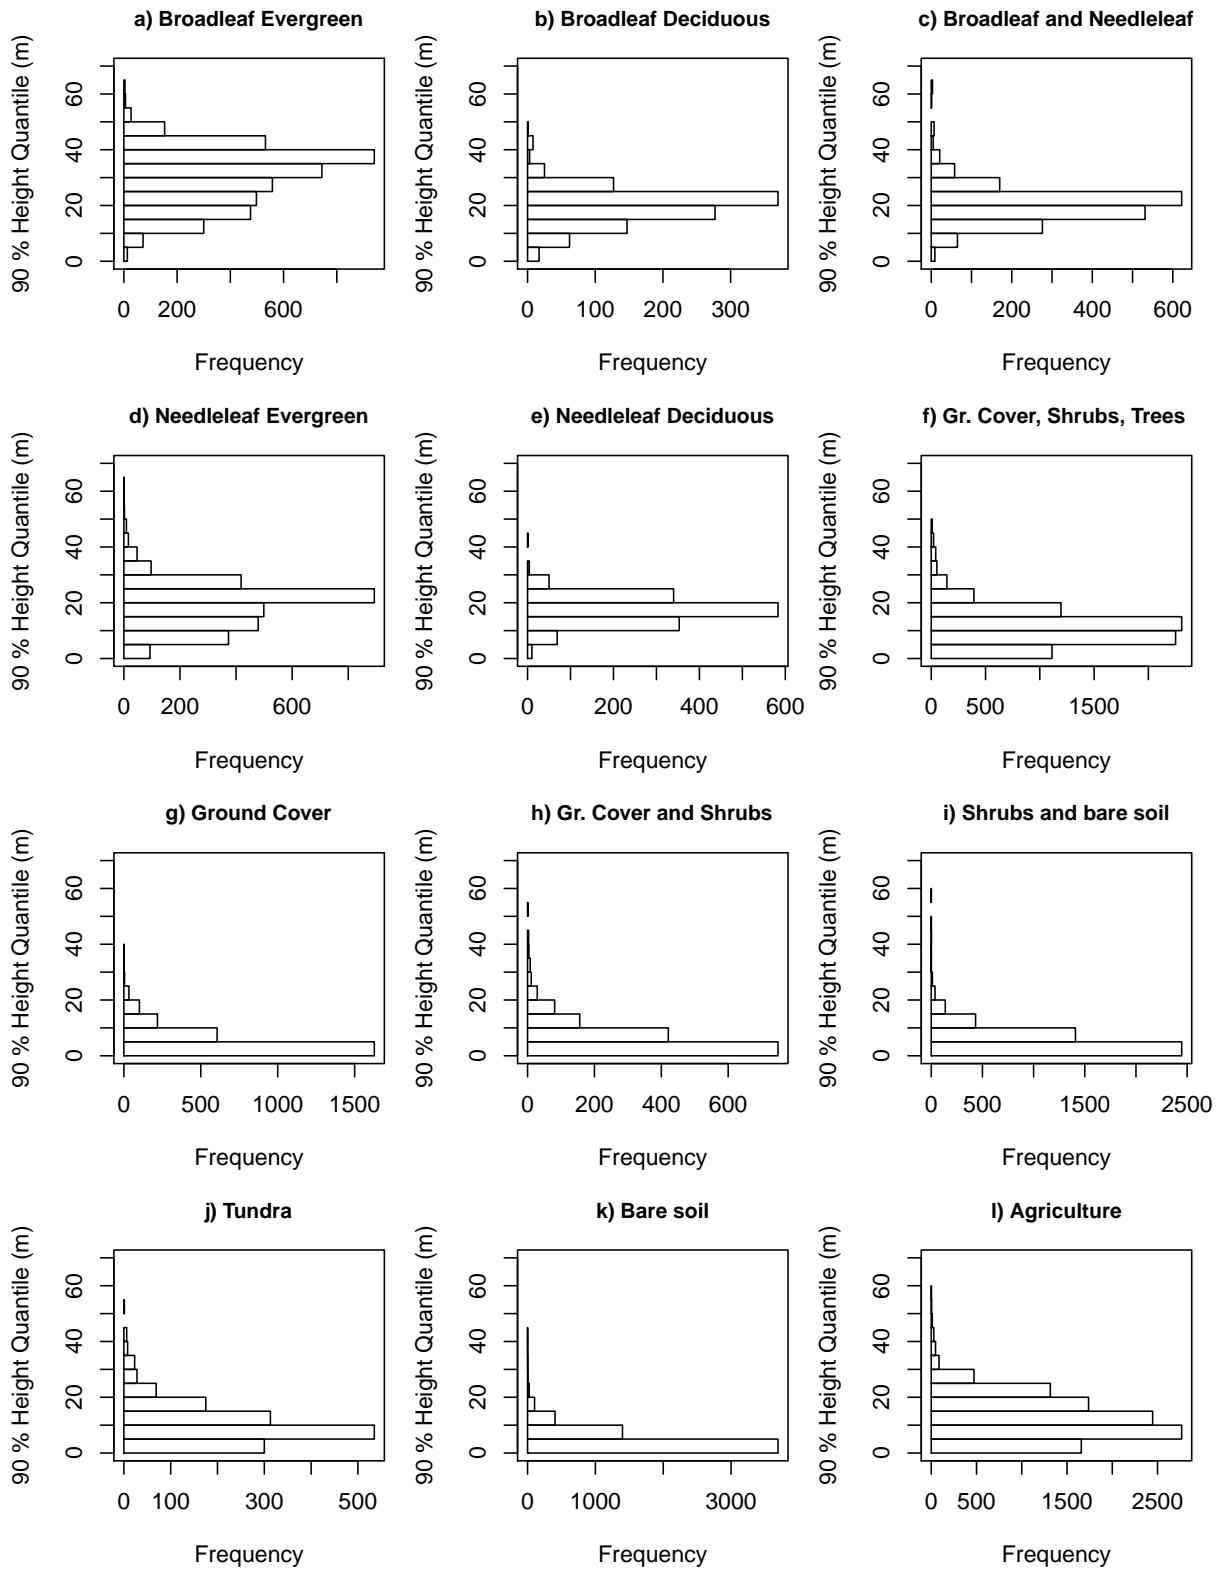 a) Broadleaf Evergreen
90 % Height Quantile (m)
0 20 40 60
0 200 600
Frequency
b) Broadleaf Deciduous
90 % Height Quantile (m)
0 20 40 60
0 100 200 300
Frequency
c) Broadleaf and Needleleaf
90 % Height Quantile (m)
0 20 40 60
0 200 400 600
Frequency
d) Needleleaf Evergreen
90 % Height Quantile (m)
0 20 40 60
0 200 600
Frequency
e) Needleleaf Deciduous
90 % Height Quantile (m)
0 20 40 60
0 200 400 600
Frequency
f) Gr. Cover, Shrubs, Trees
90 % Height Quantile (m)
0 20 40 60
0 500 1500
Frequency
g) Ground Cover
90 % Height Quantile (m)
0 20 40 60
0 500 1000 1500
Frequency
h) Gr. Cover and Shrubs
90 % Height Quantile (m)
0 20 40 60
0 200 400 600
Frequency
i) Shrubs and bare soil
90 % Height Quantile (m)
0 20 40 60
0 500 1500 2500
Frequency
j) Tundra
90 % Height Quantile (m)
0 20 40 60
0 100 300 500
Frequency
k) Bare soil
90 % Height Quantile (m)
0 20 40 60
0 1000 3000
Frequency
l) Agriculture
90 % Height Quantile (m)
0 20 40 60
0 500 1500 2500
Frequency